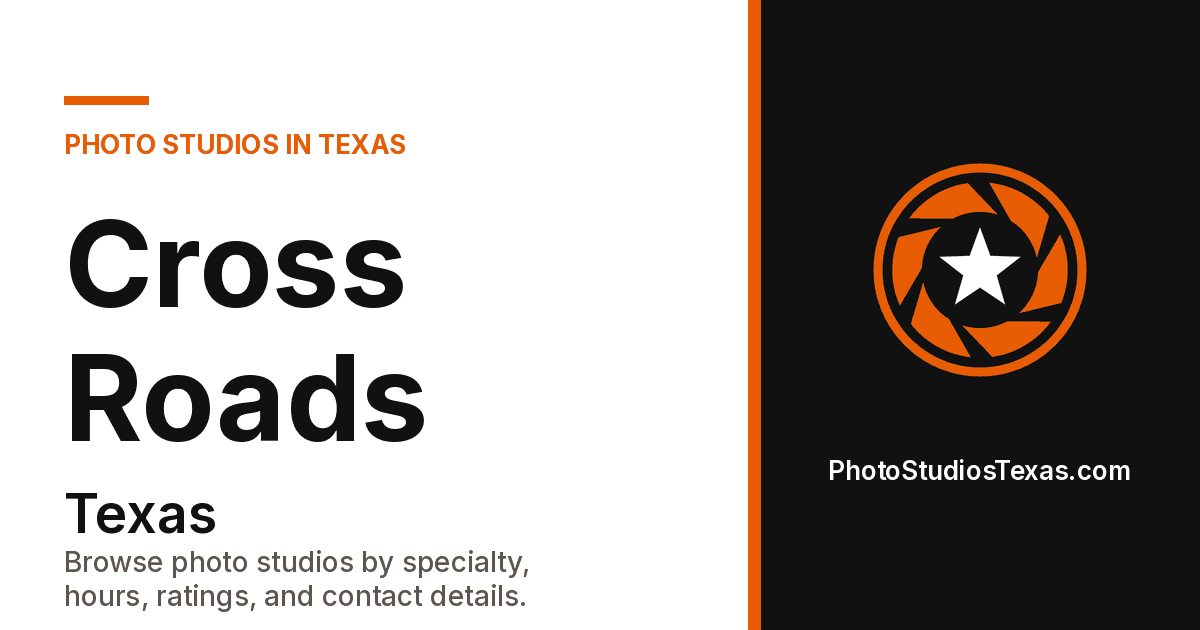 PHOTO STUDIOS IN TEXAS
Cross
Roads
Texas
Browse photo studios by specialty,
hours, ratings, and contact details.
PhotoStudiosTexas.com